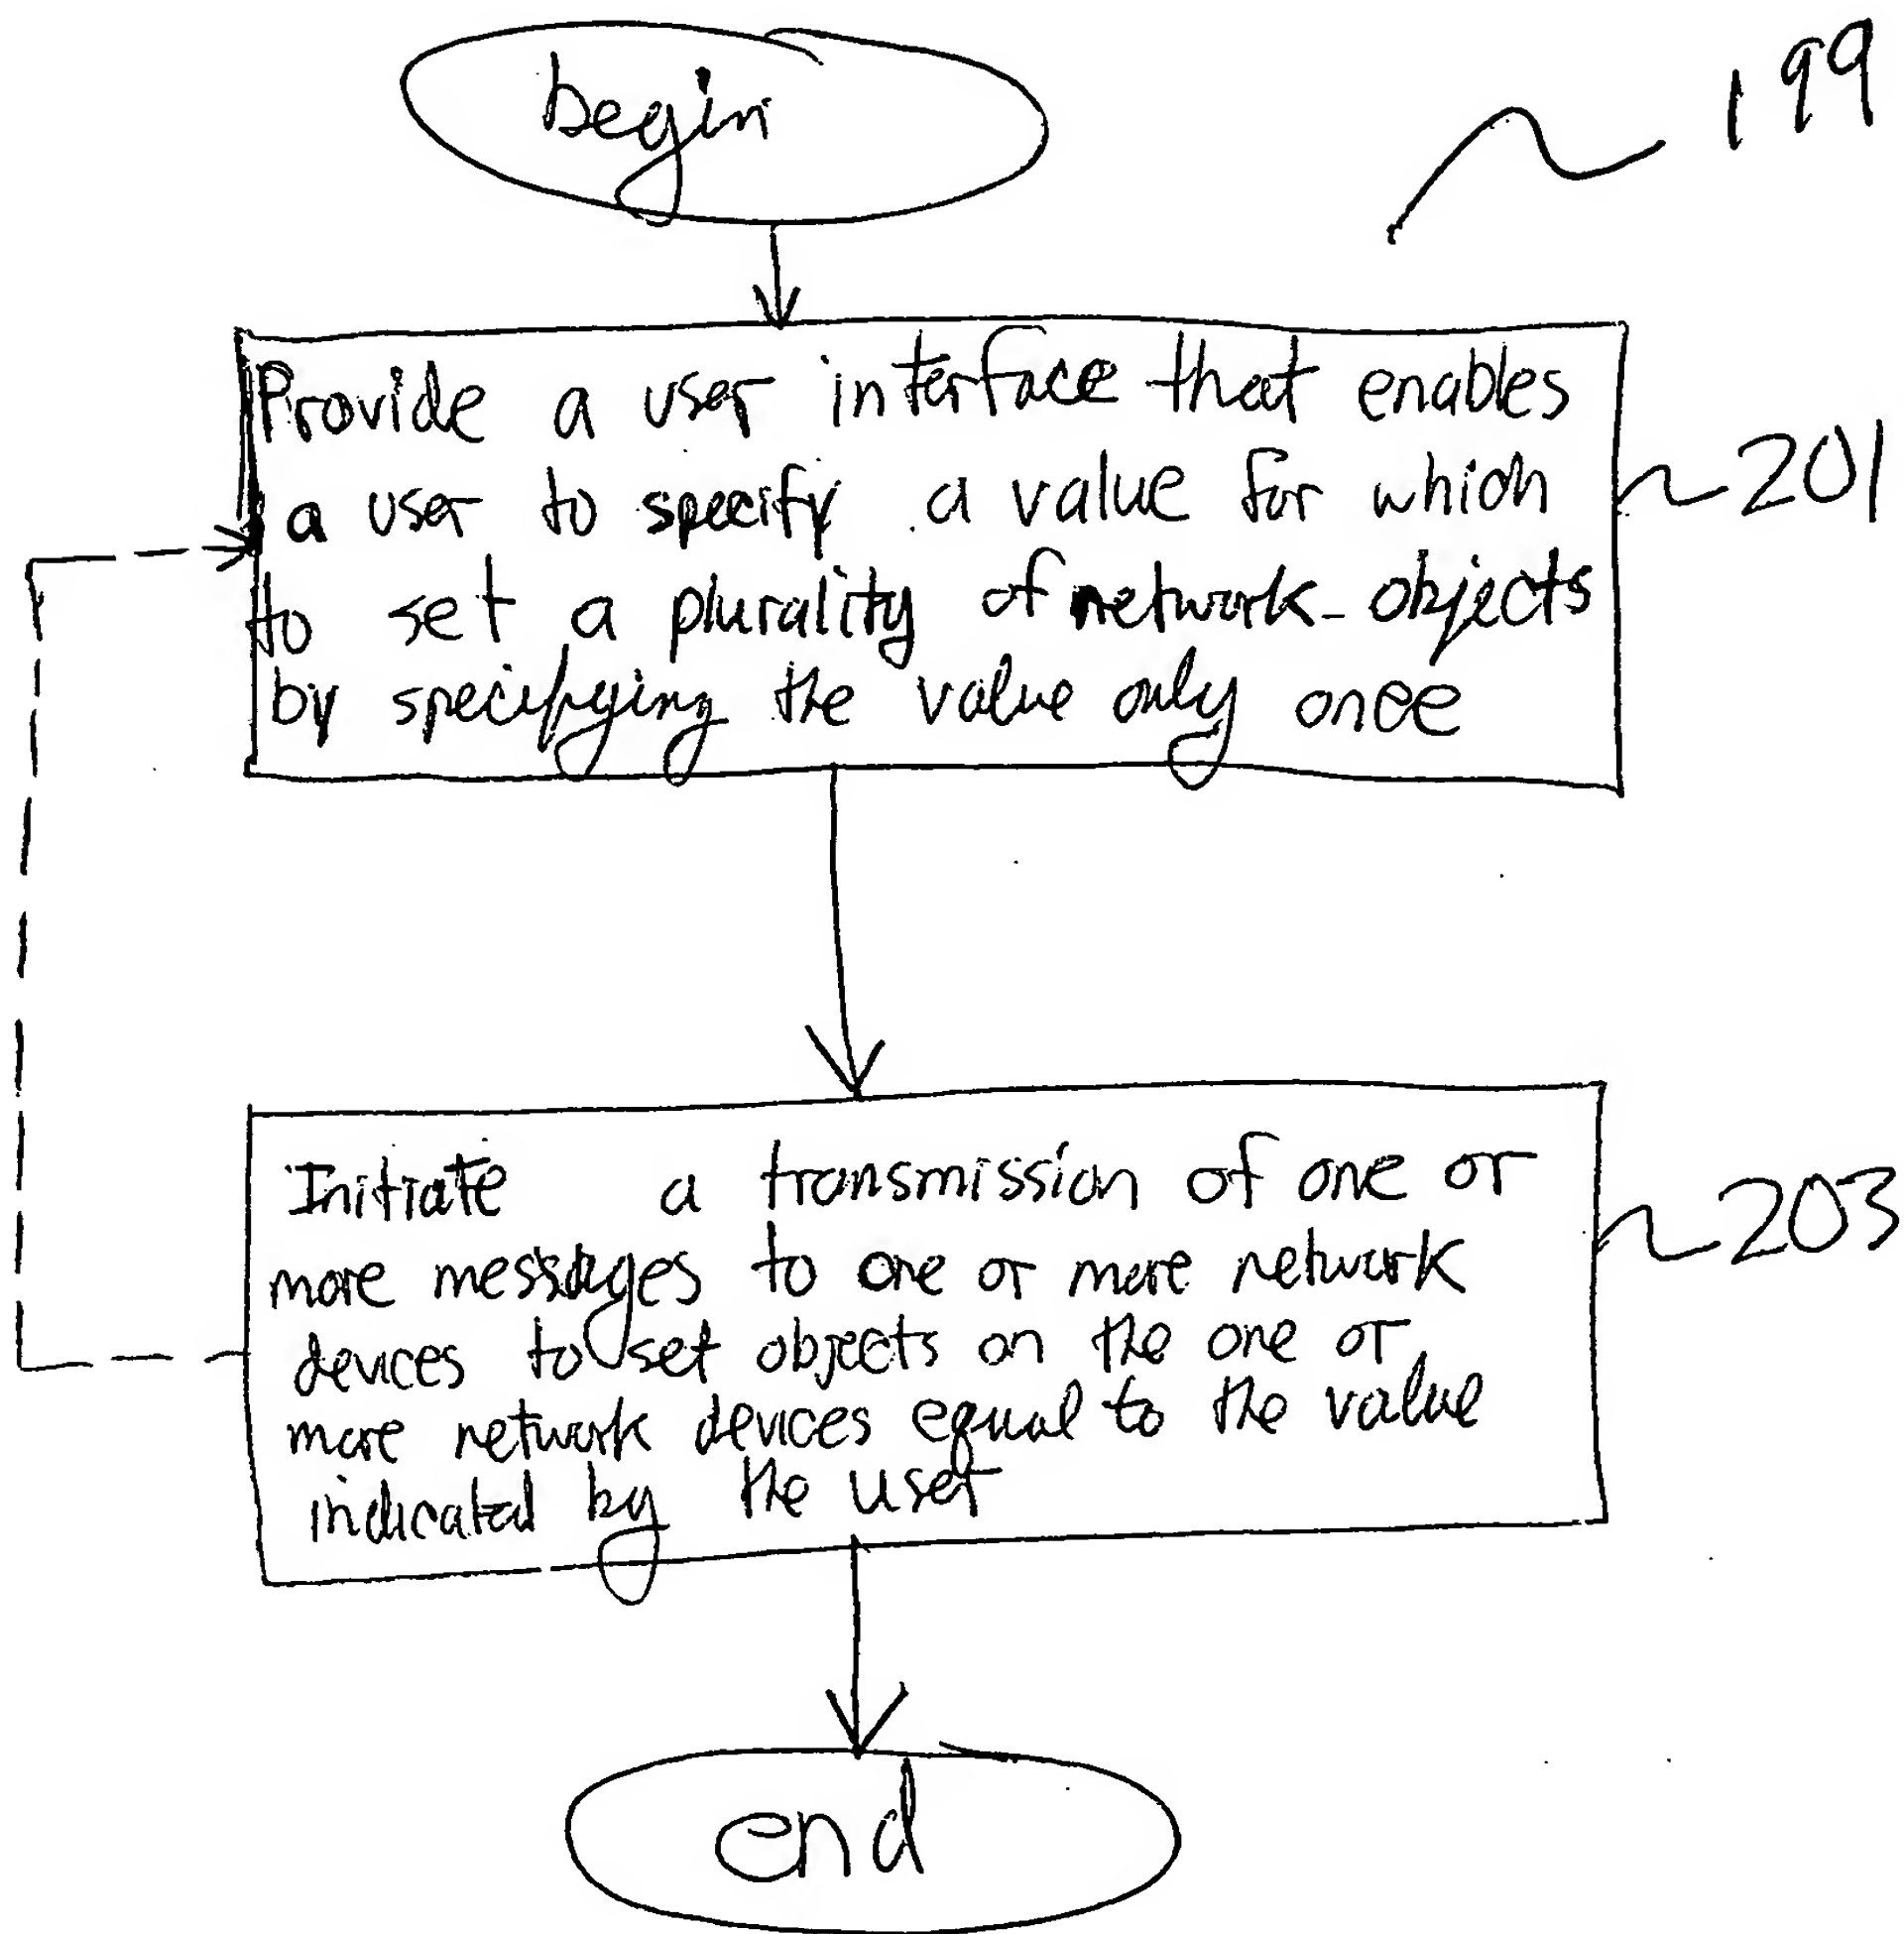 begin
199
Provide a user interface that enables
a user to specify a value for which
to set a plurality of network-objects
by specifying the value only once
201
Initiate a transmission of one or
more messages to one or more network
devices to set objects on the one or
more network devices equal to the value
indicated by the user
203
end